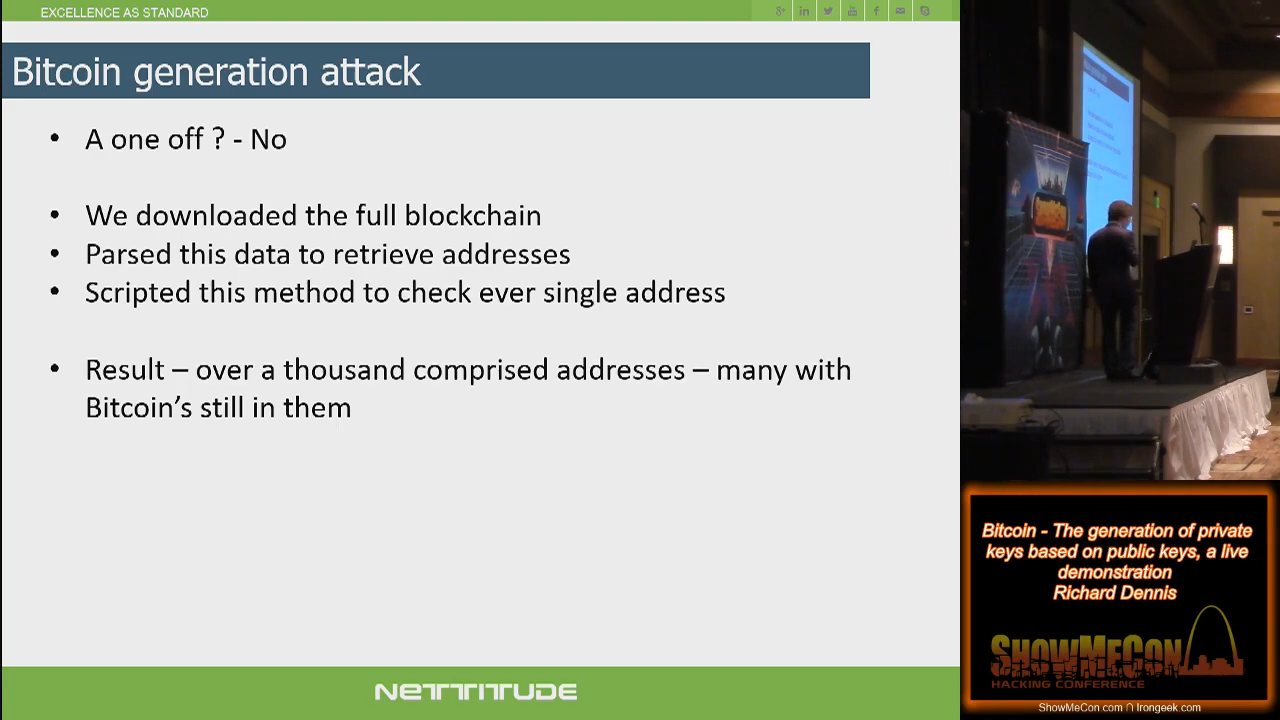 EXCELLENCE AS STANDARD
Bitcoin generation attack
• A one off ? - No
• We downloaded the full blockchain
• Parsed this data to retrieve addresses
• Scripted this method to check ever single address
• Result – over a thousand comprised addresses – many with
Bitcoin’s still in them
NETTITUDE
Bitcoin - The generation of private
keys based on public keys, a live
demonstration
Richard Dennis
SHOWMECON
HACKING CONFERENCE
ShowMeCon.com ∩ Irongeek.com